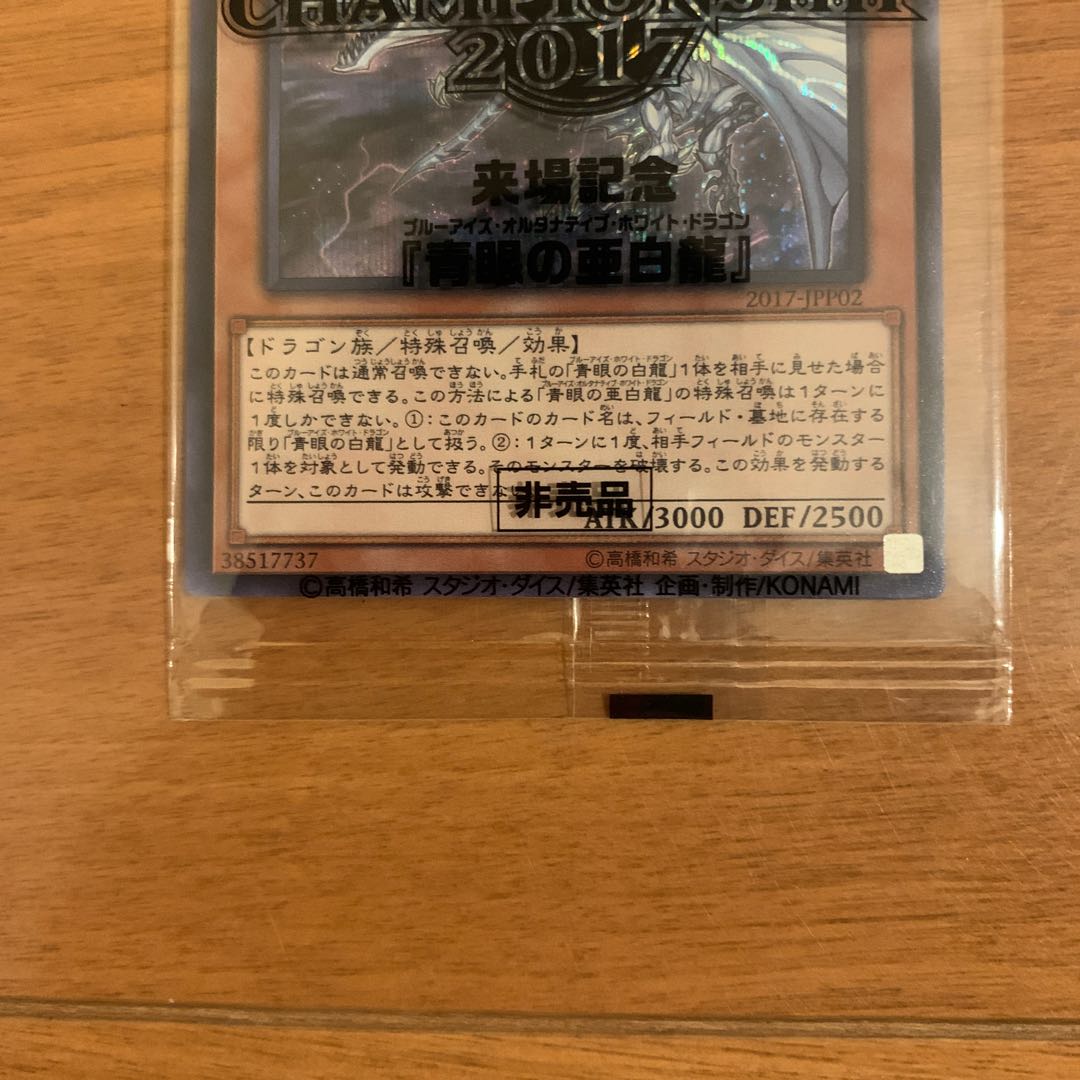 CHAMPIONSHIP
2017
来場記念
ブルーアイズ・オルタナティブ・ホワイト・ドラゴン
『青眼の亜白龍』
2017-JPP02
【ドラゴン族／特殊召喚／効果】
このカードは通常召喚できない。手札の「青眼の白龍」1体を相手に見せた場合
に特殊召喚できる。この方法による「青眼の亜白龍」の特殊召喚は1ターンに
1度しかできない。①：このカードのカード名は、フィールド・墓地に存在する
限り「青眼の白龍」として扱う。②：1ターンに1度、相手フィールドのモンスター
1体を対象として発動できる。そのモンスターを破壊する。この効果を発動する
ターン、このカードは攻撃できない
非売品
ATK/3000 DEF/2500
38517737
©高橋和希 スタジオ・ダイス/集英社
©高橋和希 スタジオ・ダイス/集英社 企画・制作/KONAMI